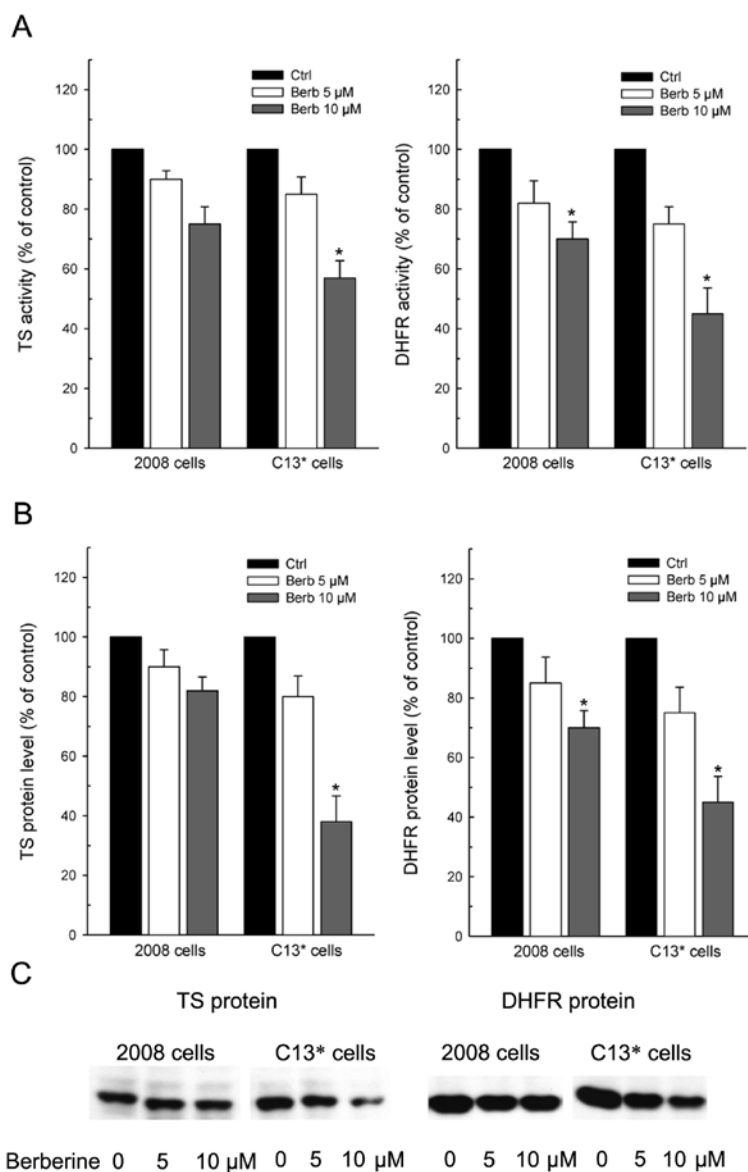 A
TS activity (% of control)
120
100
80
60
40
20
0
Ctrl
Berb 5 µM
Berb 10 µM
*
2008 cells C13* cells
DHFR activity (% of control)
120
100
80
60
40
20
0
Ctrl
Berb 5 µM
Berb 10 µM
*
*
2008 cells C13* cells
B
TS protein level (% of control)
120
100
80
60
40
20
0
Ctrl
Berb 5 µM
Berb 10 µM
*
2008 cells C13* cells
DHFR protein level (% of control)
120
100
80
60
40
20
0
Ctrl
Berb 5 µM
Berb 10 µM
*
*
2008 cells C13* cells
C
TS protein DHFR protein
2008 cells C13* cells 2008 cells C13* cells
Berberine 0 5 10 µM 0 5 10 µM 0 5 10 µM 0 5 10 µM